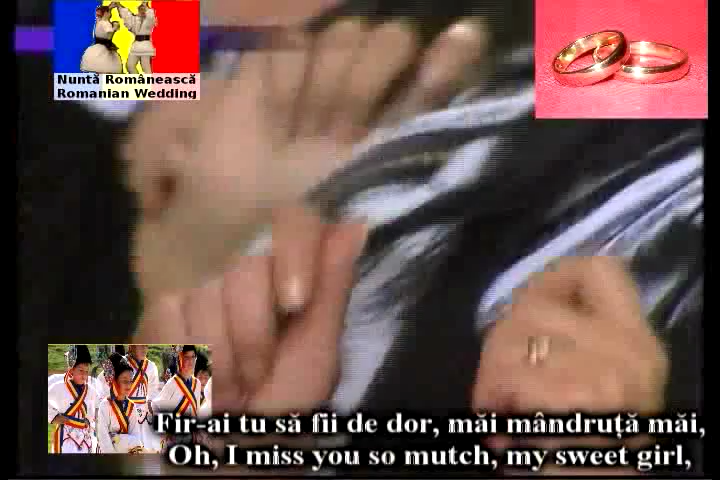 Nuntă Românească
Romanian Wedding
Fir-ai tu să fii de dor, măi mândruță măi,
Oh, I miss you so mutch, my sweet girl,